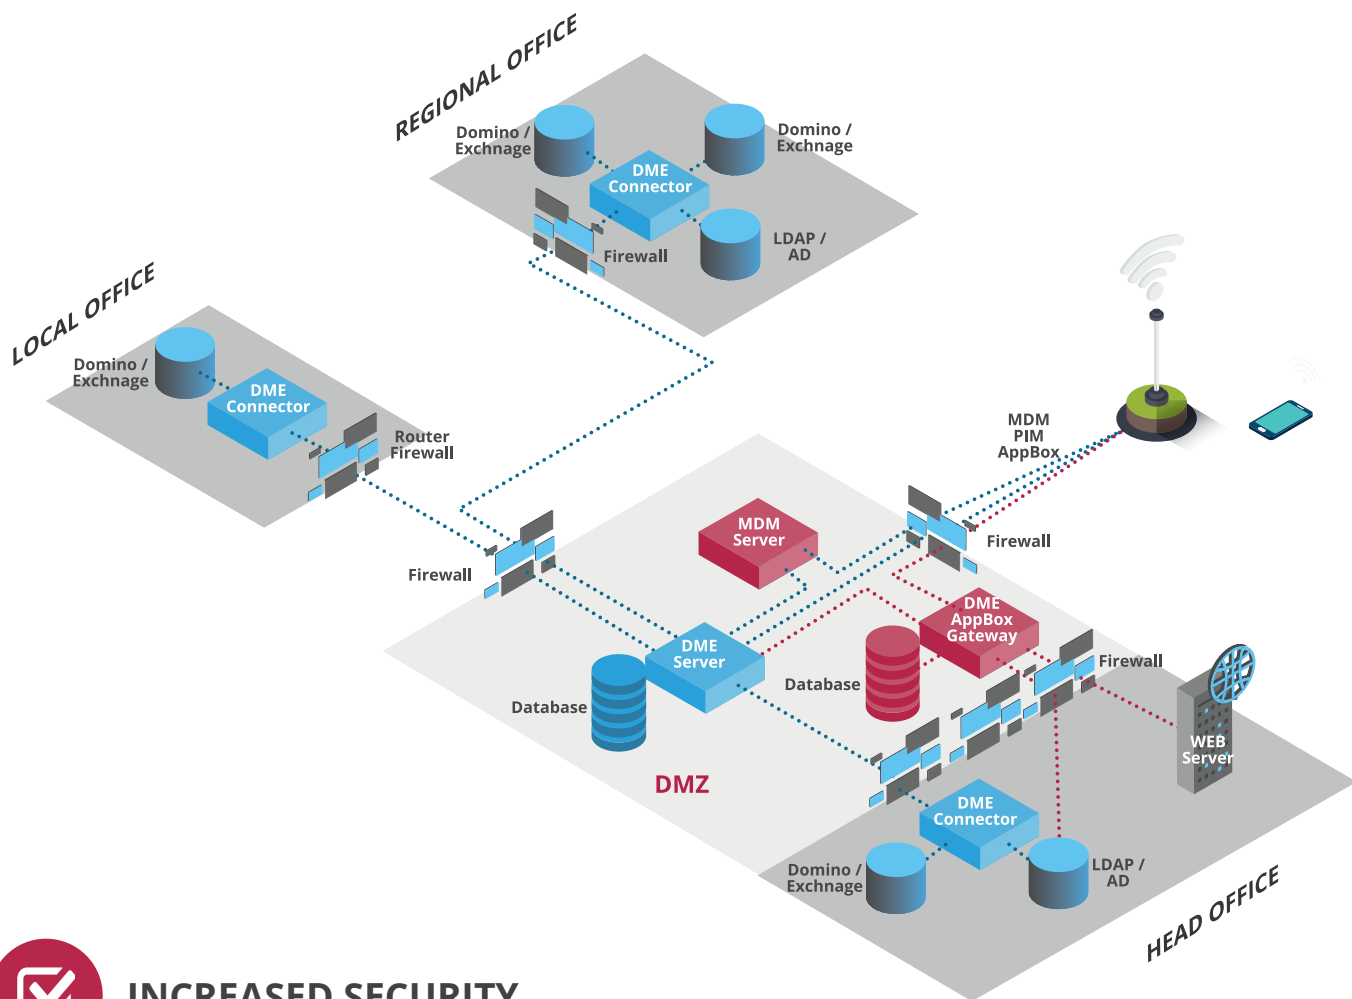 REGIONAL OFFICE
Domino /
Exchnage
Domino /
Exchnage
DME
Connector
LDAP /
AD
Firewall
LOCAL OFFICE
Domino /
Exchnage
DME
Connector
Router
Firewall
MDM
PIM
AppBox
MDM
Server
Firewall
Firewall
DME
AppBox
Gateway
DME
Server
Firewall
Database
Database
WEB
Server
DMZ
DME
Connector
Domino /
Exchnage
LDAP /
AD
HEAD OFFICE
INCREASED SECURITY